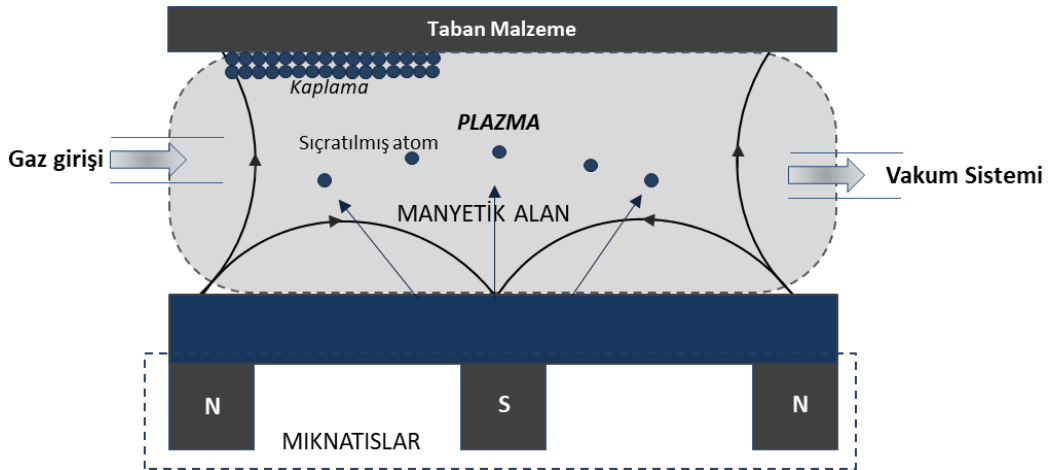 Taban Malzeme
Kaplama
PLAZMA
Sıçratılmış atom
Gaz girişi
Vakum Sistemi
MANYETİK ALAN
N
S
N
MIKNATISLAR